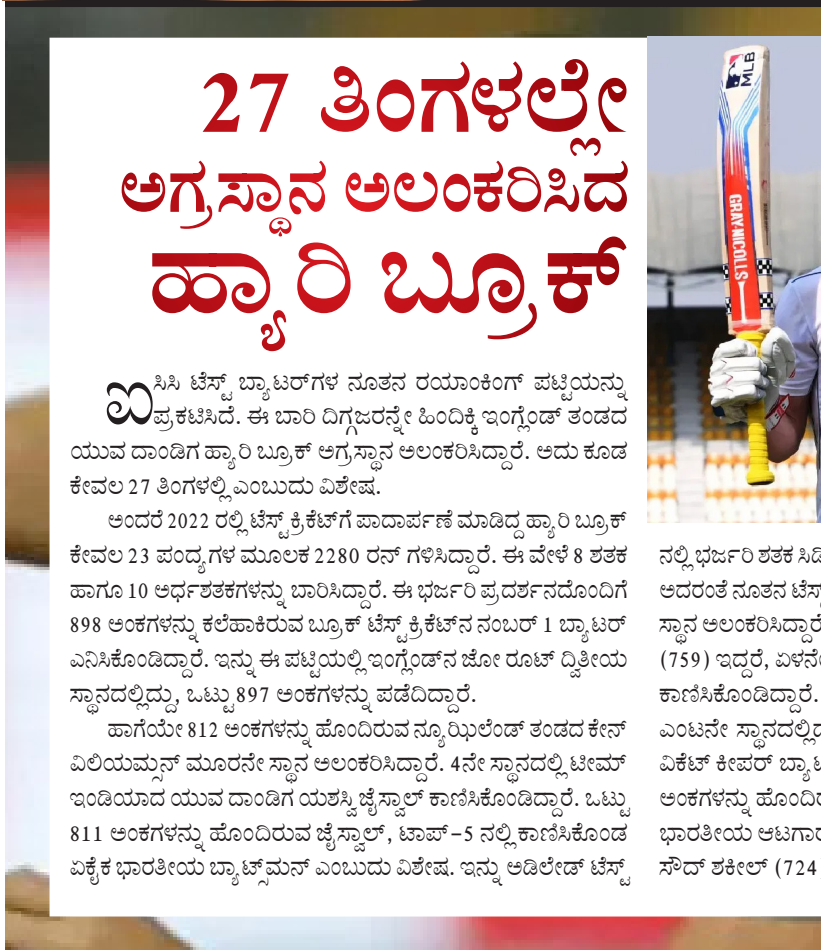 27 ತಿಂಗಳಲ್ಲೇ
ಅಗ್ರಸ್ಥಾನ ಅಲಂಕರಿಸಿದ
ಹ್ಯಾರಿ ಬ್ರೂಕ್
ಐಸಿಸಿ ಟೆಸ್ಟ್ ಬ್ಯಾಟರ್‌ಗಳ ನೂತನ ರಯಾಂಕಿಂಗ್ ಪಟ್ಟಿಯನ್ನು
ಪ್ರಕಟಿಸಿದೆ. ಈ ಬಾರಿ ದಿಗ್ಗಜರನ್ನೇ ಹಿಂದಿಕ್ಕಿ ಇಂಗ್ಲೆಂಡ್ ತಂಡದ
ಯುವ ದಾಂಡಿಗ ಹ್ಯಾರಿ ಬ್ರೂಕ್ ಅಗ್ರಸ್ಥಾನ ಅಲಂಕರಿಸಿದ್ದಾರೆ. ಅದು ಕೂಡ
ಕೇವಲ 27 ತಿಂಗಳಲ್ಲಿ ಎಂಬುದು ವಿಶೇಷ.
ಅಂದರೆ 2022 ರಲ್ಲಿ ಟೆಸ್ಟ್ ಕ್ರಿಕೆಟ್‌ಗೆ ಪಾದಾರ್ಪಣೆ ಮಾಡಿದ್ದ ಹ್ಯಾರಿ ಬ್ರೂಕ್
ಕೇವಲ 23 ಪಂದ್ಯಗಳ ಮೂಲಕ 2280 ರನ್ ಗಳಿಸಿದ್ದಾರೆ. ಈ ವೇಳೆ 8 ಶತಕ
ಹಾಗೂ 10 ಅರ್ಧಶತಕಗಳನ್ನು ಬಾರಿಸಿದ್ದಾರೆ. ಈ ಭರ್ಜರಿ ಪ್ರದರ್ಶನದೊಂದಿಗೆ
898 ಅಂಕಗಳನ್ನು ಕಲೆಹಾಕಿರುವ ಬ್ರೂಕ್ ಟೆಸ್ಟ್ ಕ್ರಿಕೆಟ್‌ನ ನಂಬರ್ 1 ಬ್ಯಾಟರ್
ಎನಿಸಿಕೊಂಡಿದ್ದಾರೆ. ಇನ್ನು ಈ ಪಟ್ಟಿಯಲ್ಲಿ ಇಂಗ್ಲೆಂಡ್‌ನ ಜೋ ರೂಟ್ ದ್ವಿತೀಯ
ಸ್ಥಾನದಲ್ಲಿದ್ದು, ಒಟ್ಟು 897 ಅಂಕಗಳನ್ನು ಪಡೆದಿದ್ದಾರೆ.
ಹಾಗೆಯೇ 812 ಅಂಕಗಳನ್ನು ಹೊಂದಿರುವ ನ್ಯೂಝಿಲೆಂಡ್ ತಂಡದ ಕೇನ್
ವಿಲಿಯಮ್ಸನ್ ಮೂರನೇ ಸ್ಥಾನ ಅಲಂಕರಿಸಿದ್ದಾರೆ. 4ನೇ ಸ್ಥಾನದಲ್ಲಿ ಟೀಮ್
ಇಂಡಿಯಾದ ಯುವ ದಾಂಡಿಗ ಯಶಸ್ವಿ ಜೈಸ್ವಾಲ್ ಕಾಣಿಸಿಕೊಂಡಿದ್ದಾರೆ. ಒಟ್ಟು
811 ಅಂಕಗಳನ್ನು ಹೊಂದಿರುವ ಜೈಸ್ವಾಲ್, ಟಾಪ್-5 ನಲ್ಲಿ ಕಾಣಿಸಿಕೊಂಡ
ಏಕೈಕ ಭಾರತೀಯ ಬ್ಯಾಟ್ಸ್‌ಮನ್ ಎಂಬುದು ವಿಶೇಷ. ಇನ್ನು ಅಡಿಲೇಡ್ ಟೆಸ್ಟ್
MLB
GRAY-NICOLLS
ನಲ್ಲಿ ಭರ್ಜರಿ ಶತಕ
ಅದರಂತೆ ನೂತನ
ಸ್ಥಾನ
(759) ಇದ್ದರೆ,
ಕಾಣಿಸಿಕೊಂಡಿದ್ದಾರೆ.
ಎಂಟನೇ
ವಿಕೆಟ್ ಕೀಪರ್
ಅಂಕಗಳನ್ನು
ಭಾರತೀಯ
ಸೌದ್ ಶಕೀಲ್ (724